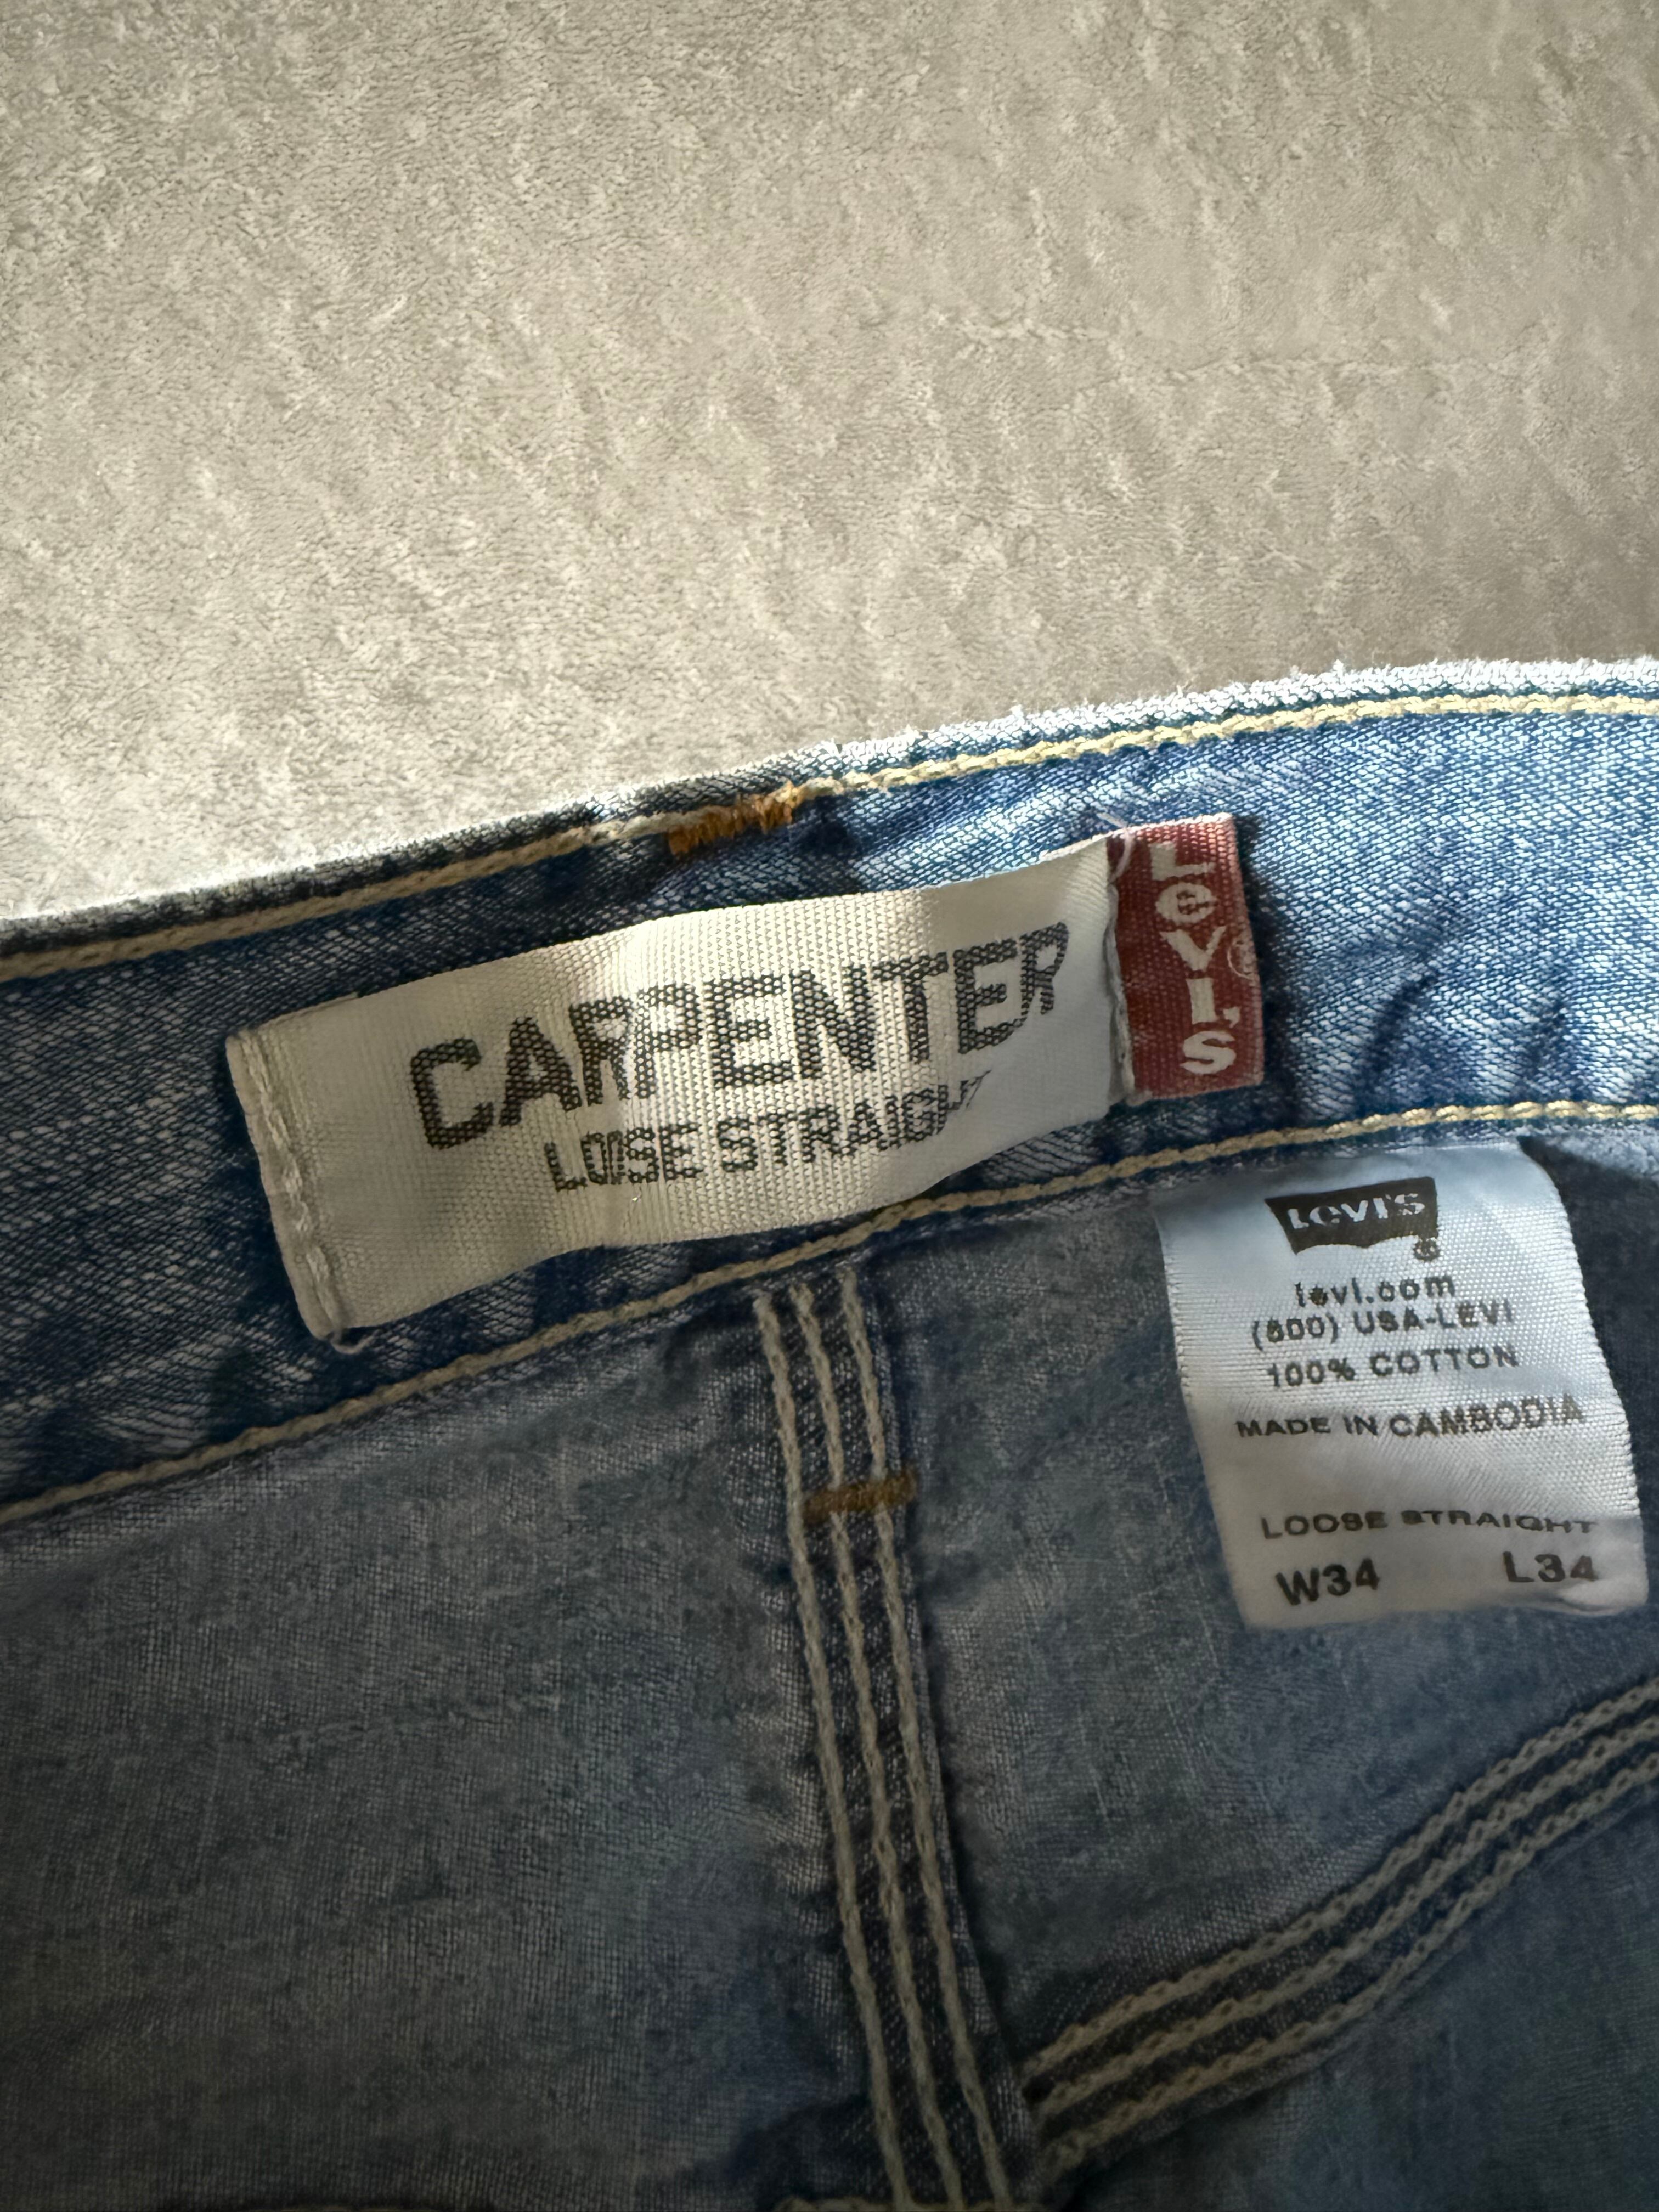 CARPENTER
LOOSE STRAIGHT
LEVI'S
LEVI'S
®
levi.com
(800) USA-LEVI
100% COTTON
MADE IN CAMBODIA
LOOSE STRAIGHT
W34 L34